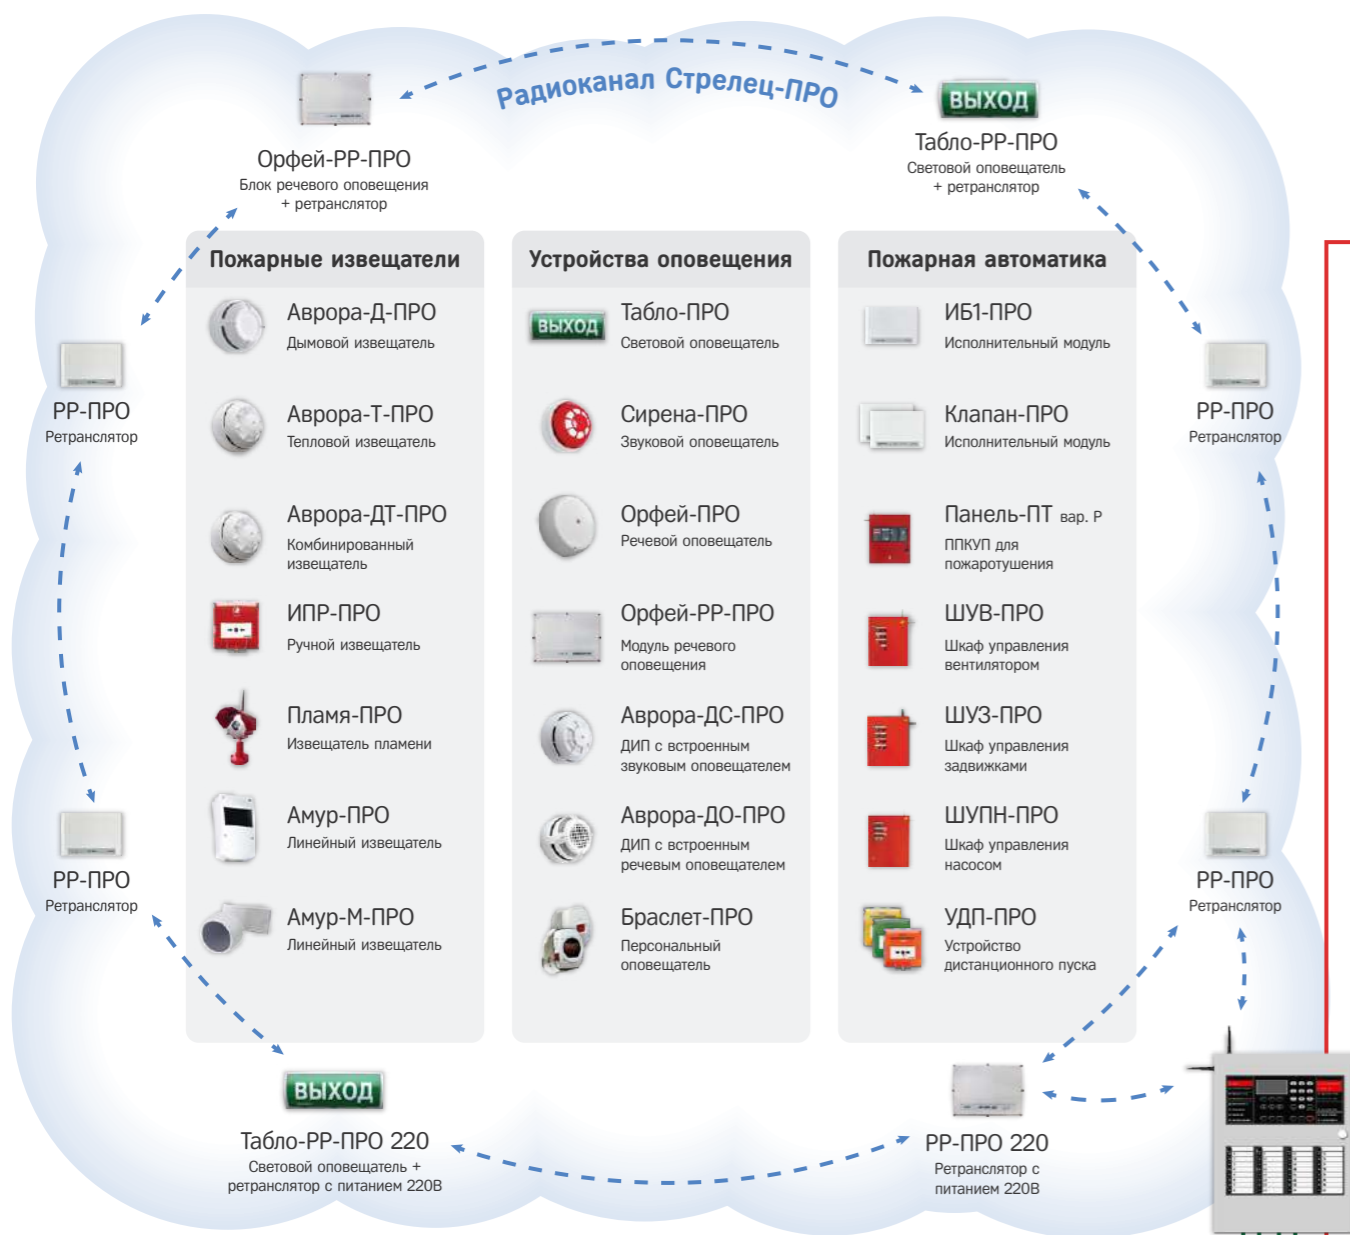 Радиоканал Стрелец-ПРО
ВЫХОД
Орфей-РР-ПРО
Блок речевого оповещения
+ ретранслятор
Табло-РР-ПРО
Световой оповещатель
+ ретранслятор
РР-ПРО
Ретранслятор
РР-ПРО
Ретранслятор
Пожарные извещатели
Аврора-Д-ПРО
Дымовой извещатель
Аврора-Т-ПРО
Тепловой извещатель
Аврора-ДТ-ПРО
Комбинированный
извещатель
ИПР-ПРО
Ручной извещатель
Пламя-ПРО
Извещатель пламени
Амур-ПРО
Линейный извещатель
Амур-М-ПРО
Линейный извещатель
Устройства оповещения
ВЫХОД
Табло-ПРО
Световой оповещатель
Сирена-ПРО
Звуковой оповещатель
Орфей-ПРО
Речевой оповещатель
Орфей-РР-ПРО
Модуль речевого
оповещения
Аврора-ДС-ПРО
ДИП с встроенным
звуковым оповещателем
Аврора-ДО-ПРО
ДИП с встроенным
речевым оповещателем
Браслет-ПРО
Персональный
оповещатель
Пожарная автоматика
ИБ1-ПРО
Исполнительный модуль
Клапан-ПРО
Исполнительный модуль
Панель-ПТ вар. Р
ППКУП для
пожаротушения
ШУВ-ПРО
Шкаф управления
вентилятором
ШУЗ-ПРО
Шкаф управления
задвижками
ШУПН-ПРО
Шкаф управления
насосом
УДП-ПРО
Устройство
дистанционного пуска
РР-ПРО
Ретранслятор
РР-ПРО
Ретранслятор
ВЫХОД
Табло-РР-ПРО 220
Световой оповещатель +
ретранслятор с питанием 220В
РР-ПРО 220
Ретранслятор с
питанием 220В